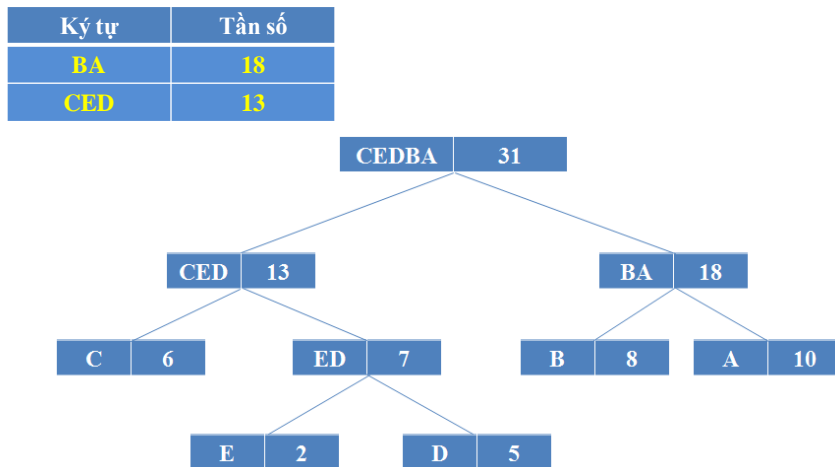 Ký tự Tần số
BA 18
CED 13
CEDBA 31
CED 13 BA 18
C 6 ED 7 B 8 A 10
E 2 D 5